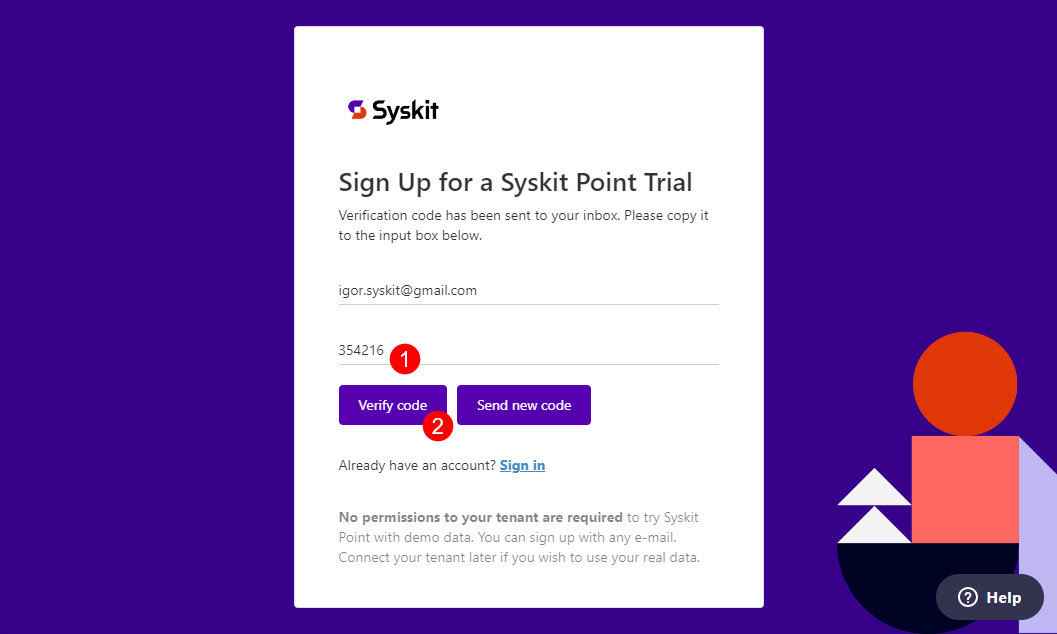 Syskit
Sign Up for a Syskit Point Trial
Verification code has been sent to your inbox. Please copy it
to the input box below.
igor.syskit@gmail.com
354216
1
Verify code
Send new code
2
Already have an account? Sign in
No permissions to your tenant are required to try Syskit
Point with demo data. You can sign up with any e-mail.
Connect your tenant later if you wish to use your real data.
? Help